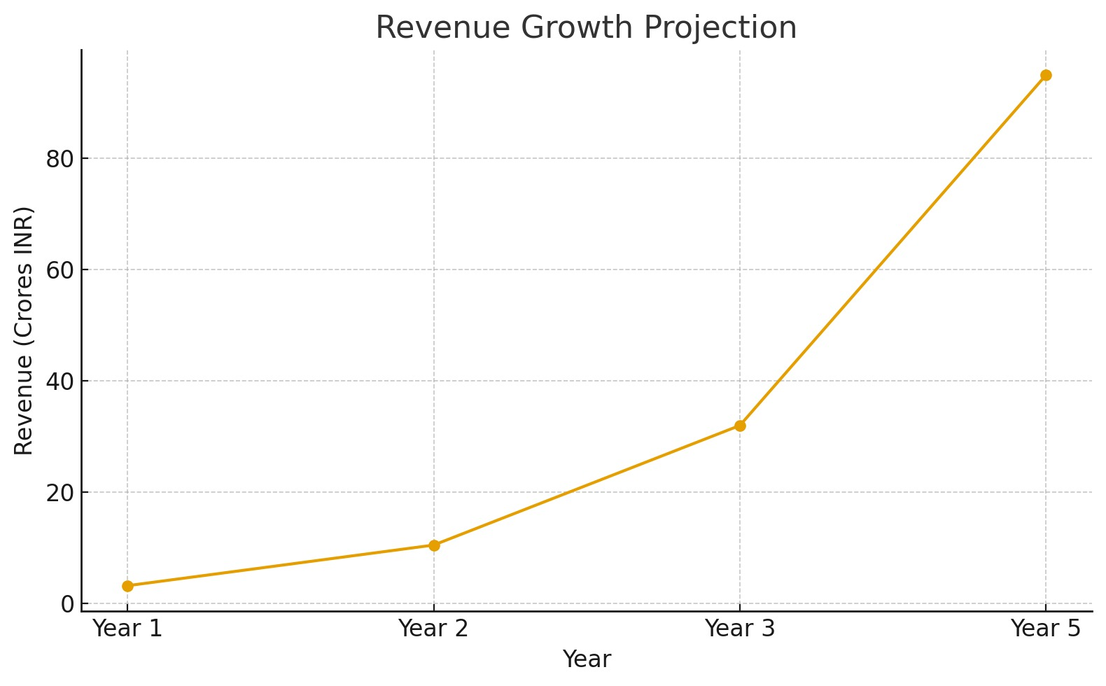 Revenue Growth Projection
Revenue (Crores INR)
80
60
40
20
0
Year 1 Year 2 Year 3 Year 5
Year